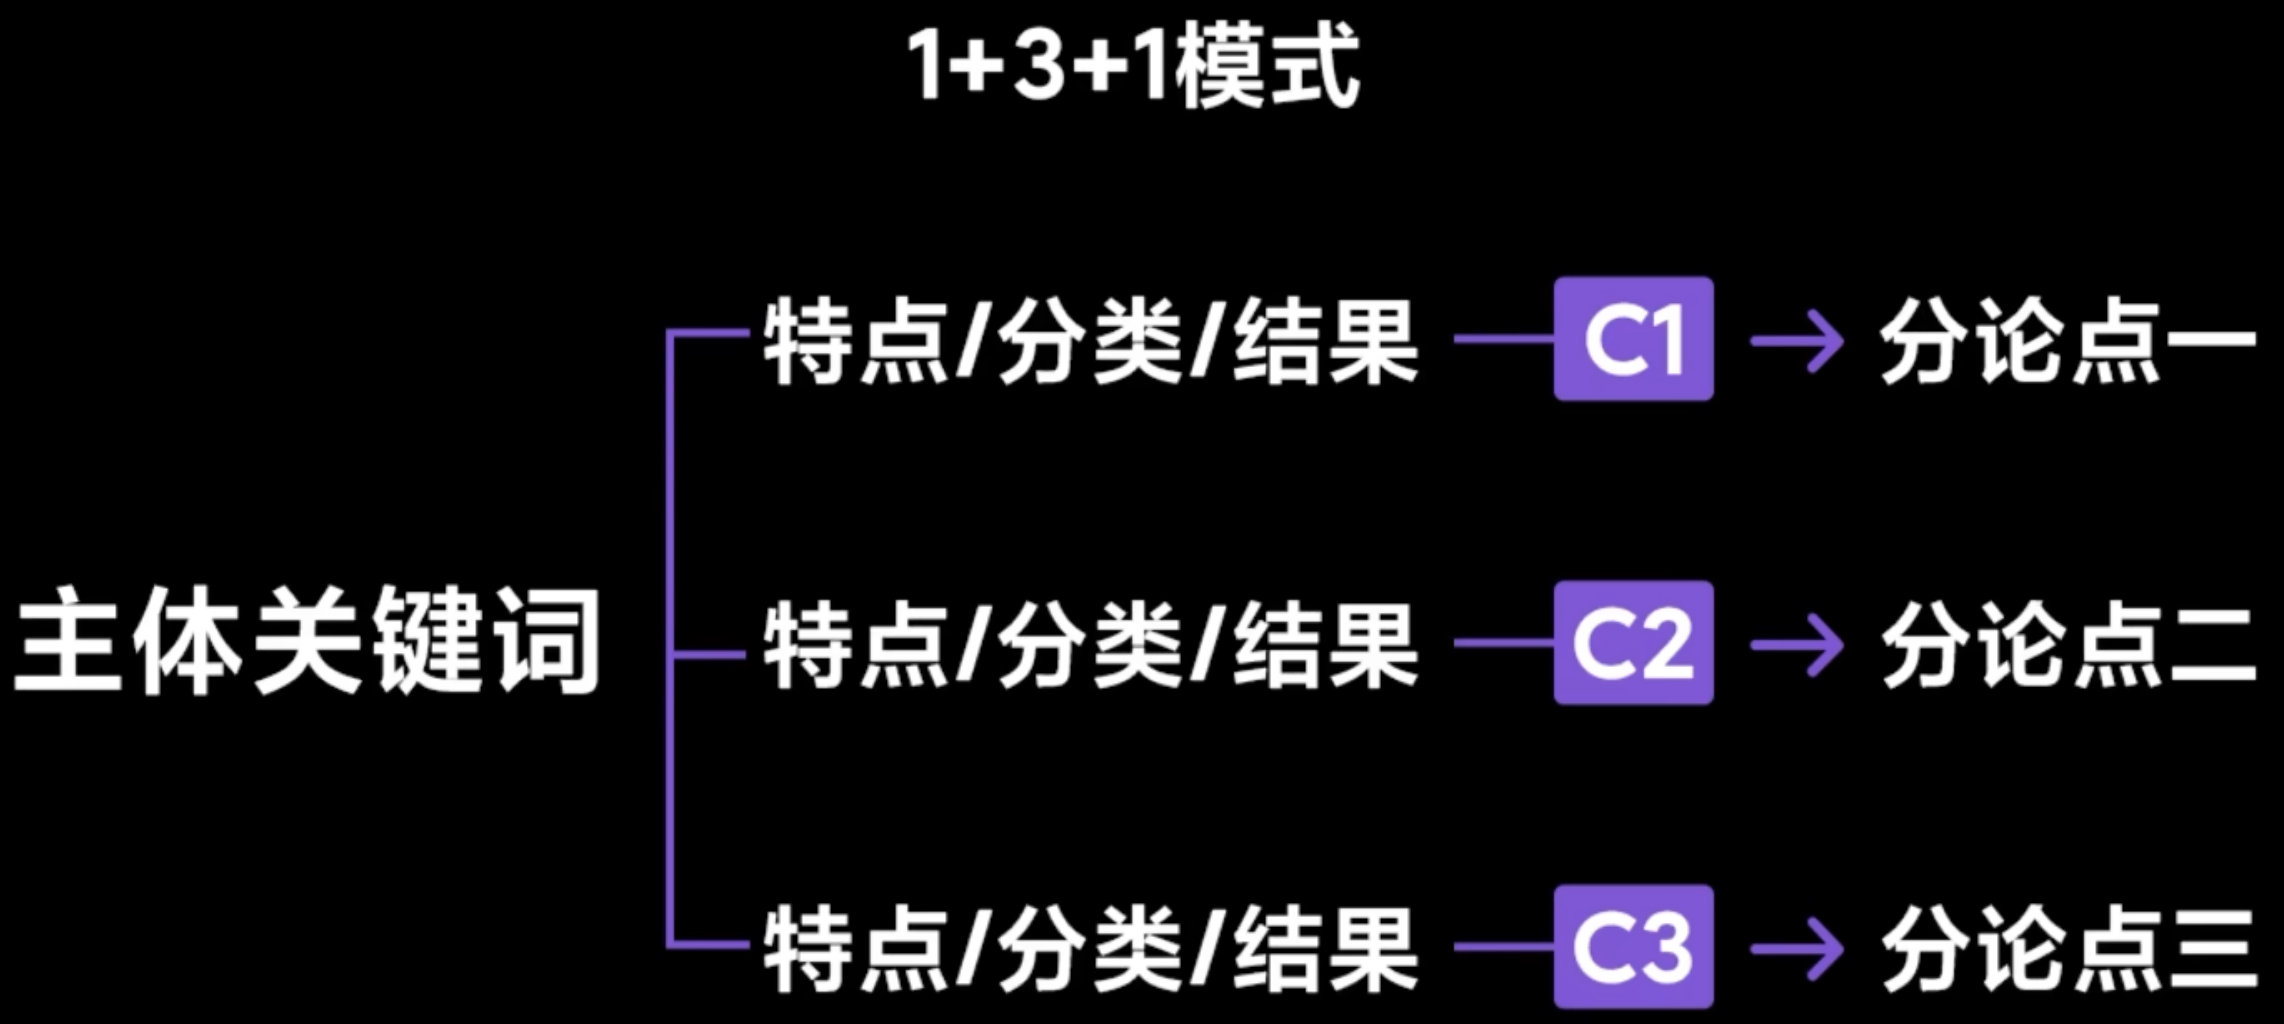 1+3+1模式
特点/分类/结果 C1 → 分论点一
主体关键词 特点/分类/结果 C2 → 分论点二
特点/分类/结果 C3 → 分论点三